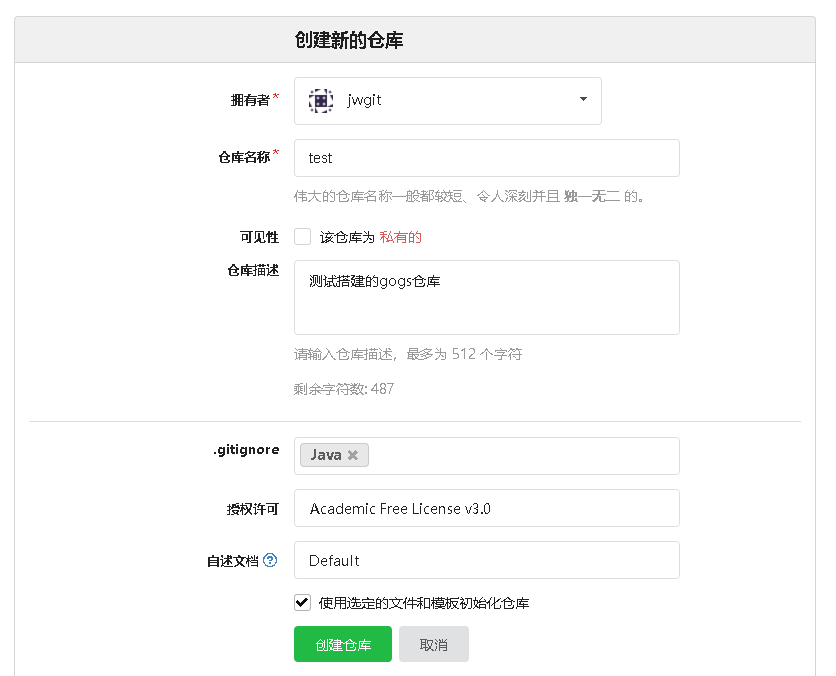 创建新的仓库
拥有者* jwgit
仓库名称* test
伟大的仓库名称一般都较短、令人深刻并且 独一无二 的。
可见性 该仓库为 私有的
仓库描述 测试搭建的gogs仓库
请输入仓库描述，最多为 512 个字符
剩余字符数: 487
.gitignore Java ✖
授权许可 Academic Free License v3.0
自述文档 ? Default
使用选定的文件和模板初始化仓库
创建仓库 取消